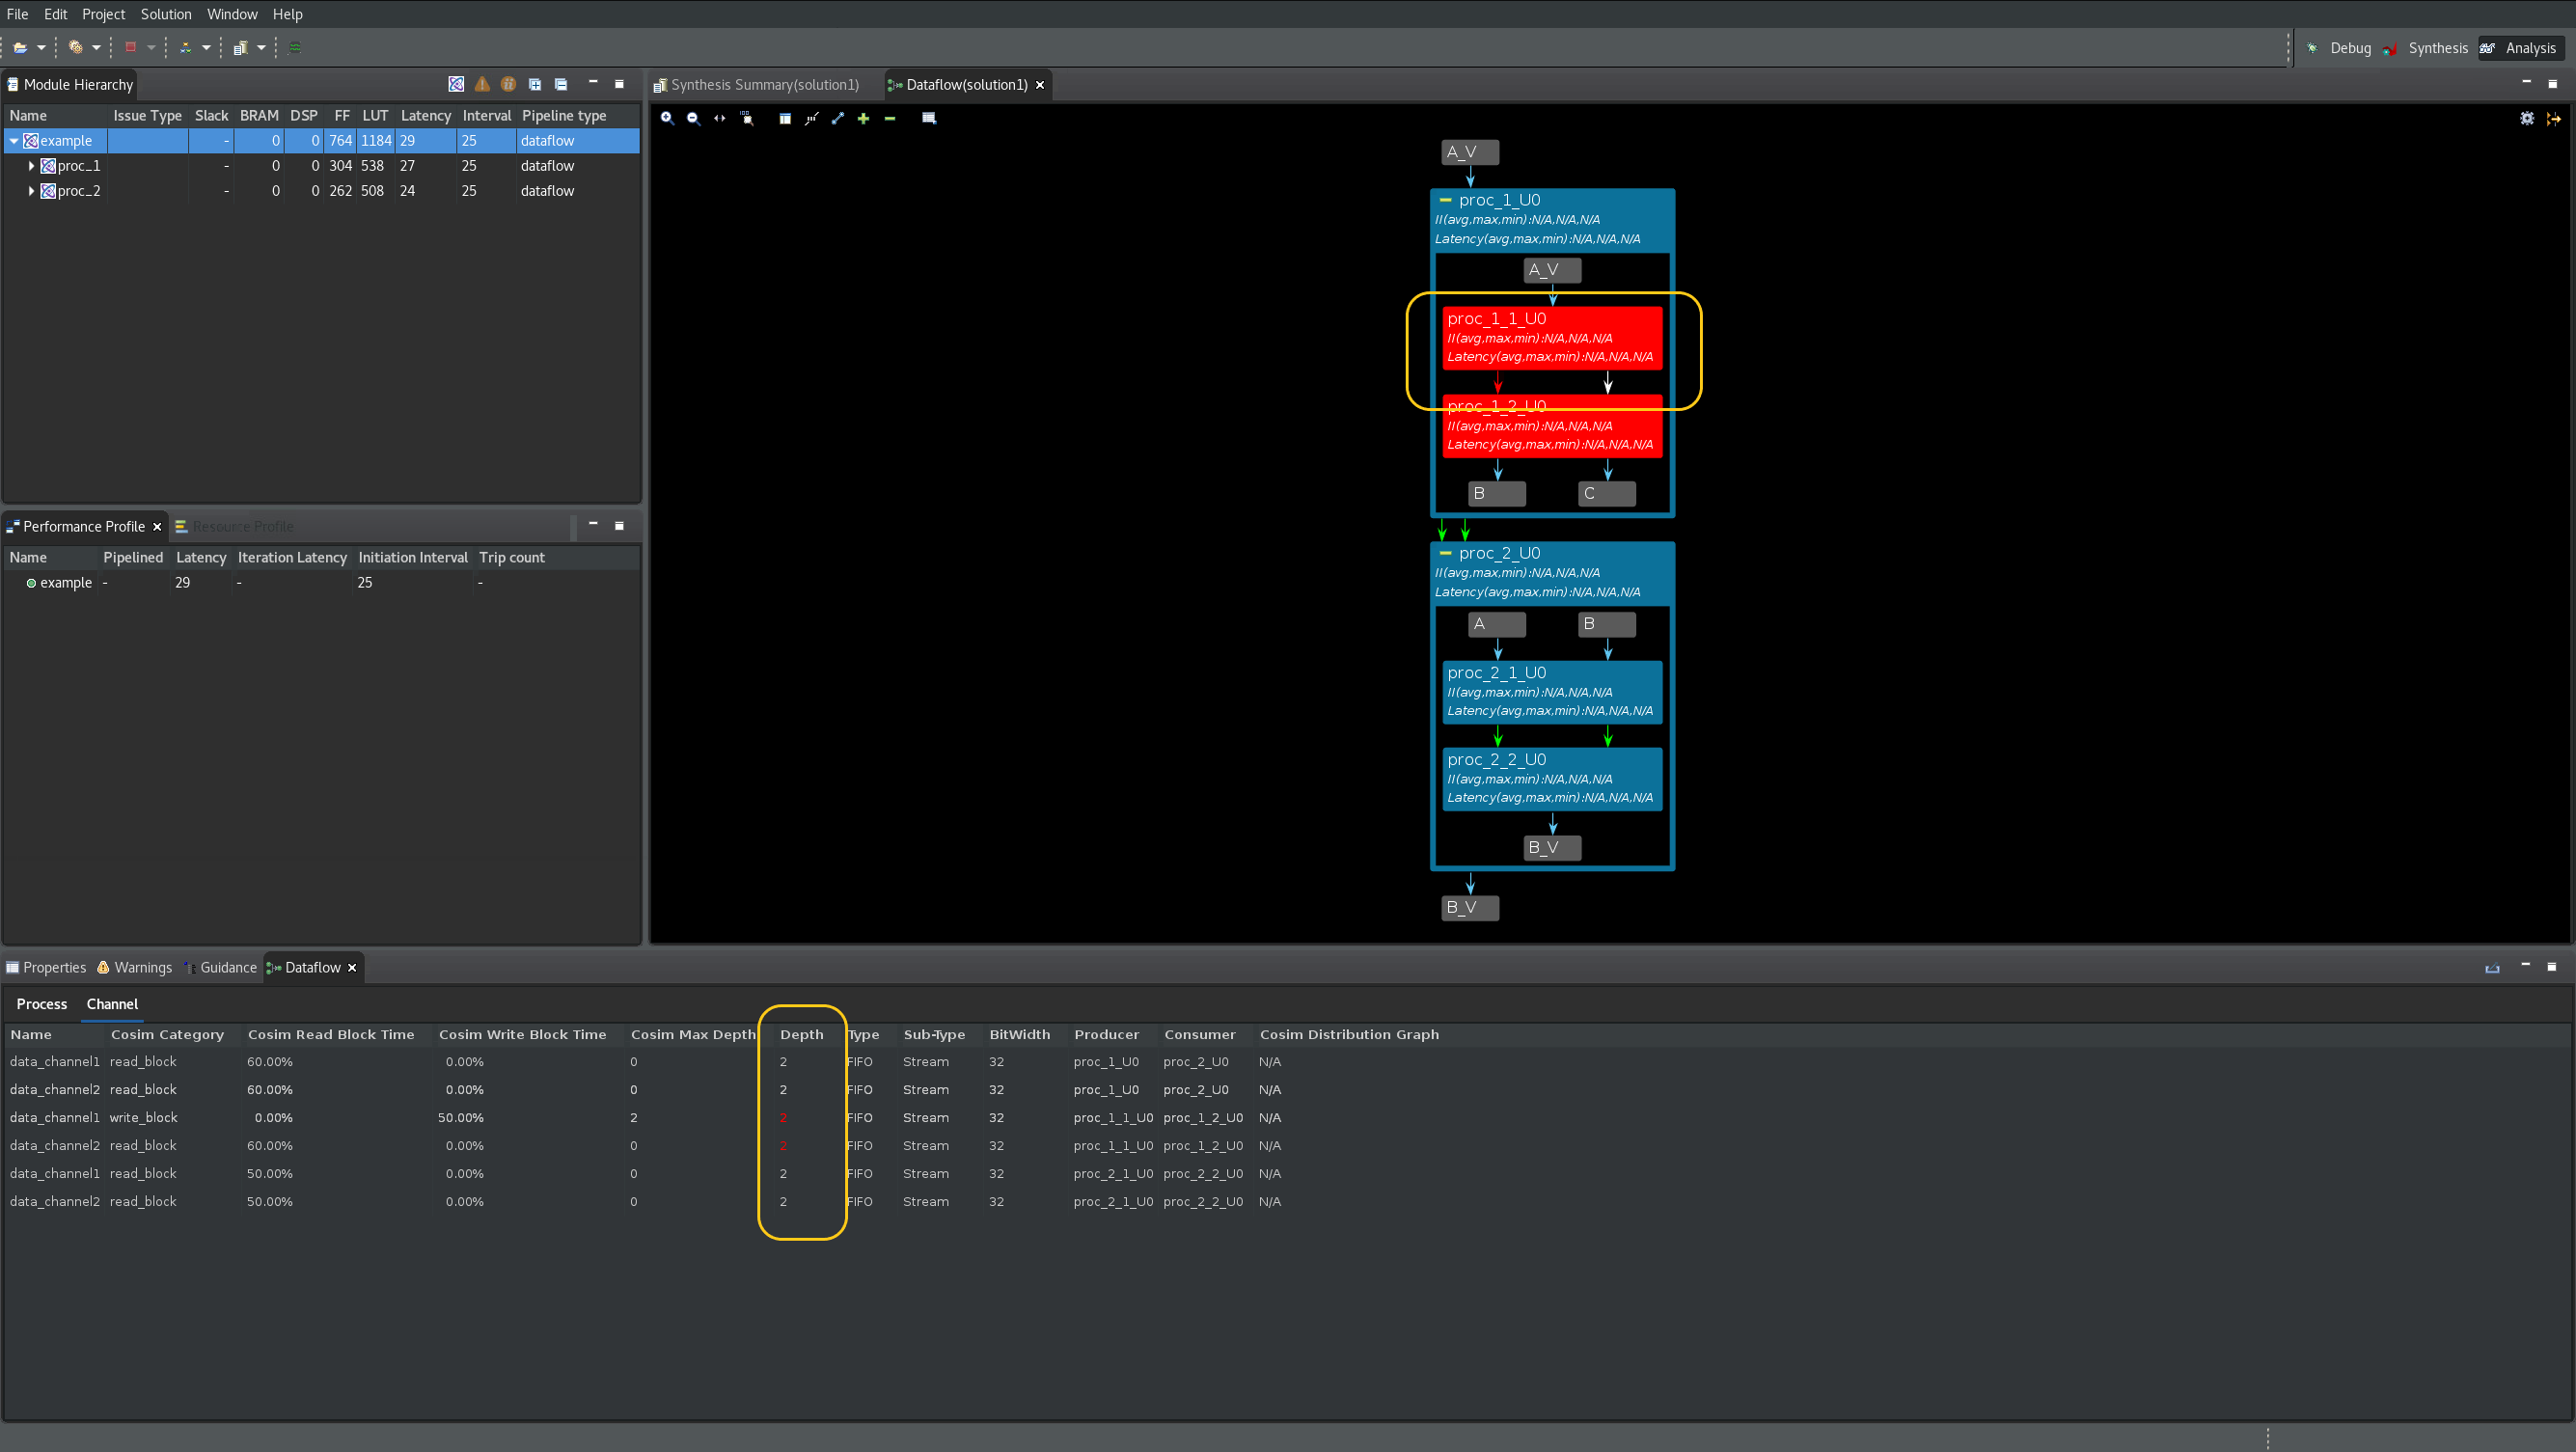 File Edit Project Solution Window Help
Debug Synthesis Analysis
Module Hierarchy
Name Issue Type Slack BRAM DSP FF LUT Latency Interval Pipeline type
example - 0 0 764 1184 29 25 dataflow
proc_1 - 0 0 304 538 27 25 dataflow
proc_2 - 0 0 262 508 24 25 dataflow
Performance Profile Resource Profile
Name Pipelined Latency Iteration Latency Initiation Interval Trip count
example - 29 - 25 -
Synthesis Summary(solution1) Dataflow(solution1)
A_V
proc_1_U0
II(avg,max,min):N/A,N/A,N/A
Latency(avg,max,min):N/A,N/A,N/A
A_V
proc_1_1_U0
II(avg,max,min):N/A,N/A,N/A
Latency(avg,max,min):N/A,N/A,N/A
proc_1_2_U0
II(avg,max,min):N/A,N/A,N/A
Latency(avg,max,min):N/A,N/A,N/A
B C
proc_2_U0
II(avg,max,min):N/A,N/A,N/A
Latency(avg,max,min):N/A,N/A,N/A
A B
proc_2_1_U0
II(avg,max,min):N/A,N/A,N/A
Latency(avg,max,min):N/A,N/A,N/A
proc_2_2_U0
II(avg,max,min):N/A,N/A,N/A
Latency(avg,max,min):N/A,N/A,N/A
B_V
B_V
Properties Warnings Guidance Dataflow
Process Channel
Name Cosim Category Cosim Read Block Time Cosim Write Block Time Cosim Max Depth Depth Type Sub-Type BitWidth Producer Consumer Cosim Distribution Graph
data_channel1 read_block 60.00% 0.00% 0 2 FIFO Stream 32 proc_1_U0 proc_2_U0 N/A
data_channel2 read_block 60.00% 0.00% 0 2 FIFO Stream 32 proc_1_U0 proc_2_U0 N/A
data_channel1 write_block 0.00% 50.00% 2 2 FIFO Stream 32 proc_1_1_U0 proc_1_2_U0 N/A
data_channel2 read_block 60.00% 0.00% 0 2 FIFO Stream 32 proc_1_1_U0 proc_1_2_U0 N/A
data_channel1 read_block 50.00% 0.00% 0 2 FIFO Stream 32 proc_2_1_U0 proc_2_2_U0 N/A
data_channel2 read_block 50.00% 0.00% 0 2 FIFO Stream 32 proc_2_1_U0 proc_2_2_U0 N/A